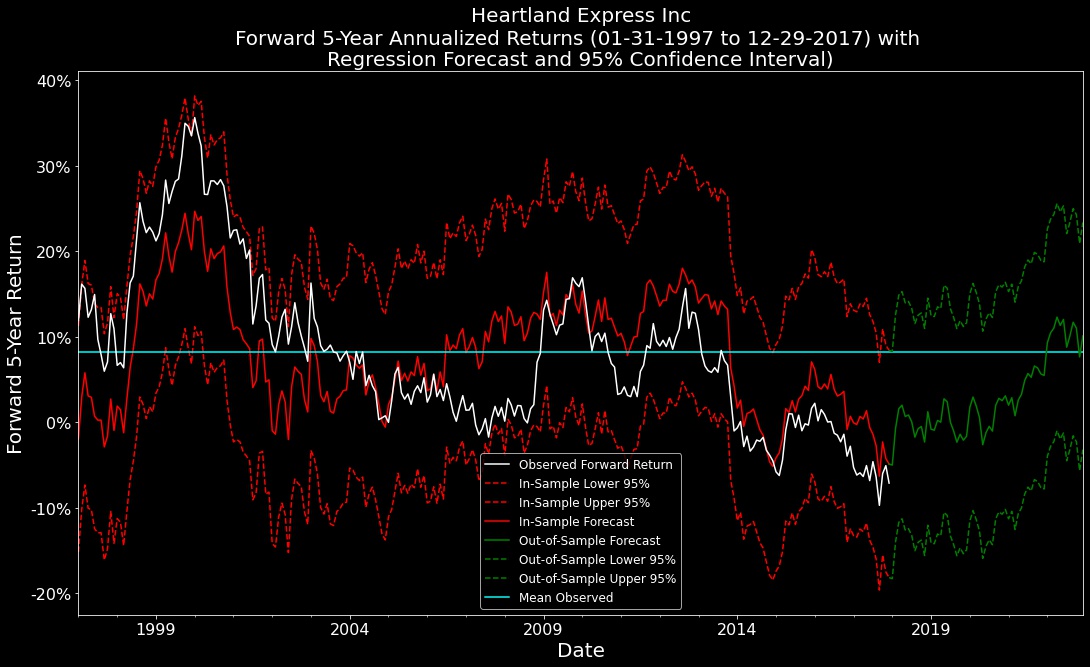 Heartland Express Inc
Forward 5-Year Annualized Returns (01-31-1997 to 12-29-2017) with
Regression Forecast and 95% Confidence Interval)
Forward 5-Year Return
40%
30%
20%
10%
0%
-10%
-20%
Observed Forward Return
In-Sample Lower 95%
In-Sample Upper 95%
In-Sample Forecast
Out-of-Sample Forecast
Out-of-Sample Lower 95%
Out-of-Sample Upper 95%
Mean Observed
1999
2004
2009
2014
2019
Date